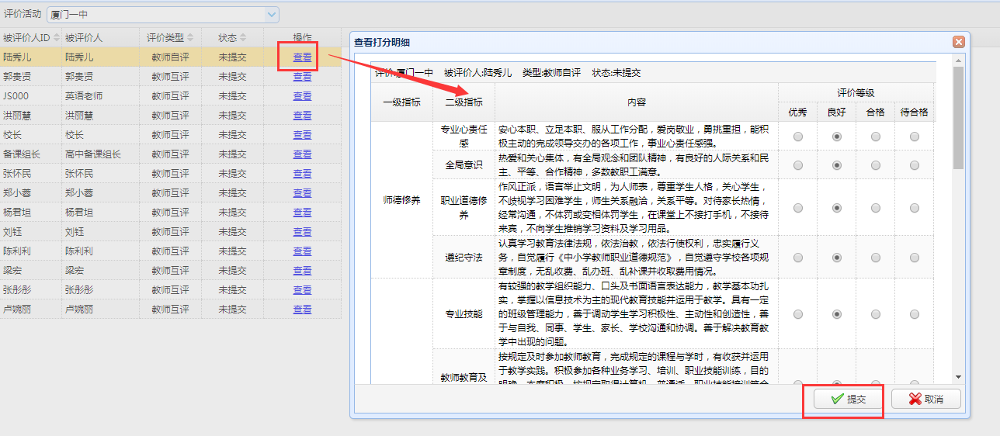 评价活动 厦门一中
被评价人ID 被评价人 评价类型 状态 操作
陆秀儿 陆秀儿 教师自评 未提交 查看
郭贵贤 郭贵贤 教师互评 未提交 查看
JS000 英语老师 教师互评 未提交 查看
洪丽慧 洪丽慧 教师互评 未提交 查看
校长 校长 教师互评 未提交 查看
备课组长 高中备课组长 教师互评 未提交 查看
张怀民 张怀民 教师互评 未提交 查看
郑小蓉 郑小蓉 教师互评 未提交 查看
杨君坦 杨君坦 教师互评 未提交 查看
刘钰 刘钰 教师互评 未提交 查看
陈利利 陈利利 教师互评 未提交 查看
梁宏 梁宏 教师互评 未提交 查看
张彤彤 张彤彤 教师互评 未提交 查看
卢婉丽 卢婉丽 教师互评 未提交 查看
查看打分明细
评价:厦门一中 被评价人:陆秀儿 类型:教师自评 状态:未提交
一级指标 二级指标 内容 评价等级
优秀 良好 合格 待合格
师德修养
专业心责任
感
安心本职、立足本职、服从工作分配，爱岗敬业，勇挑重担，能积
极主动的完成领导交办的各项工作，事业心责任感强。
全局意识
热爱和关心集体，有全局观念和团队精神，有良好的人际关系和民
主、平等、合作精神，多数教职工满意。
职业道德修
养
作风正派，语言举止文明，为人师表，尊重学生人格，关心学生，
不歧视学习困难学生，师生关系融洽，关系平等。对待家长热情，
经常沟通，不体罚或变相体罚学生，在课堂上不接打手机，不接待
来宾，不向学生推销学习资料及学习用品。
遵纪守法
认真学习教育法律法规，依法治教，依法行使权利，忠实履行义
务，自觉履行《中小学教师职业道德规范》，自觉遵守学校各项规
章制度，无乱收费、乱办班、乱补课并收取费用情况。
专业技能
有较强的教学组织能力、口头及书面语言表达能力，教学基本功扎
实，掌握以信息技术为主的现代教育技能并运用于教学。具有一定
的班级管理能力，善于调动学生学习积极性、主动性和创造性，善
于与自我、同事、学生、家长、学校沟通和协调。善于解决教育教
学中出现的问题。
教师教育及
按规定及时参加教师教育，完成规定的课程与学时，有收获并运用
于教学实践。积极参加各种业务学习、培训、职业技能训练，目的
提交 取消